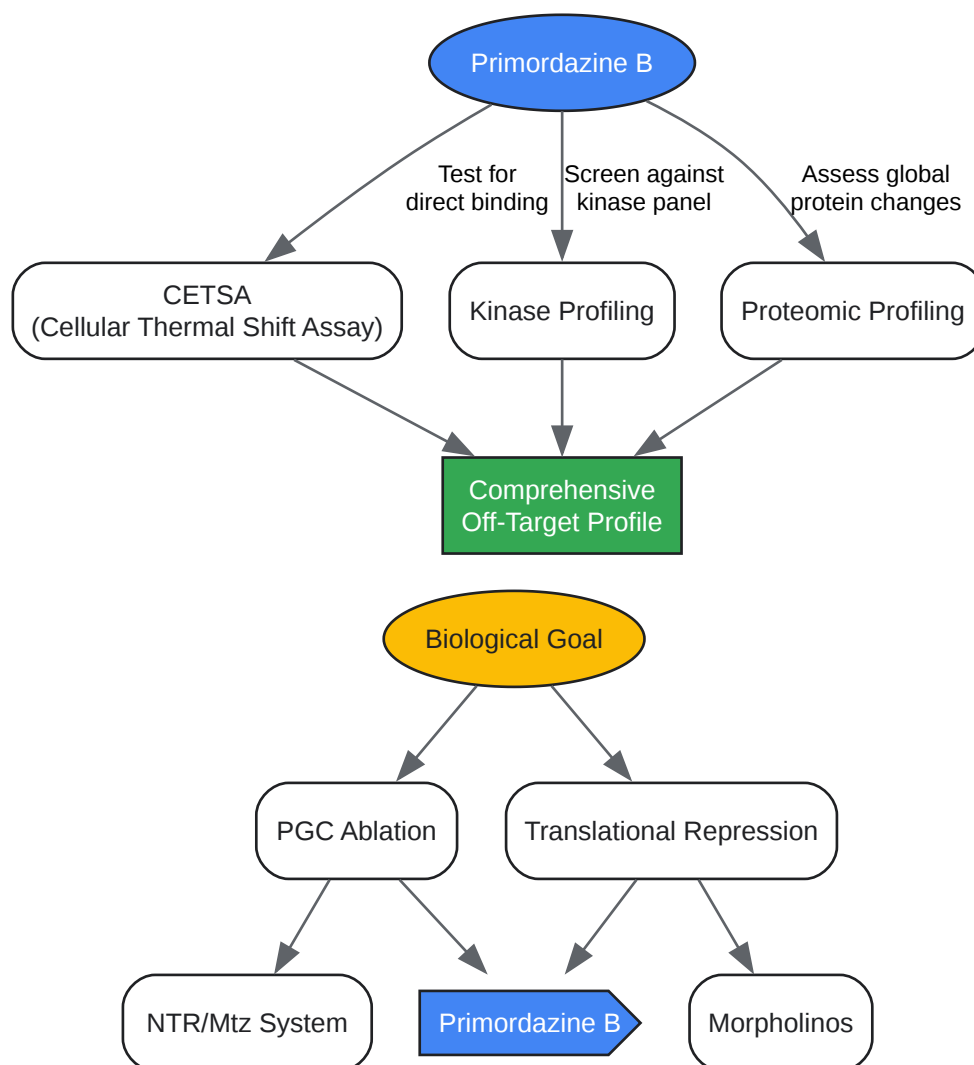 Primordazine B
Test for
direct binding
Screen against
kinase panel
Assess global
protein changes
CETSA
(Cellular Thermal Shift Assay)
Kinase Profiling
Proteomic Profiling
Comprehensive
Off-Target Profile
Biological Goal
PGC Ablation
Translational Repression
NTR/Mtz System
Primordazine B
Morpholinos